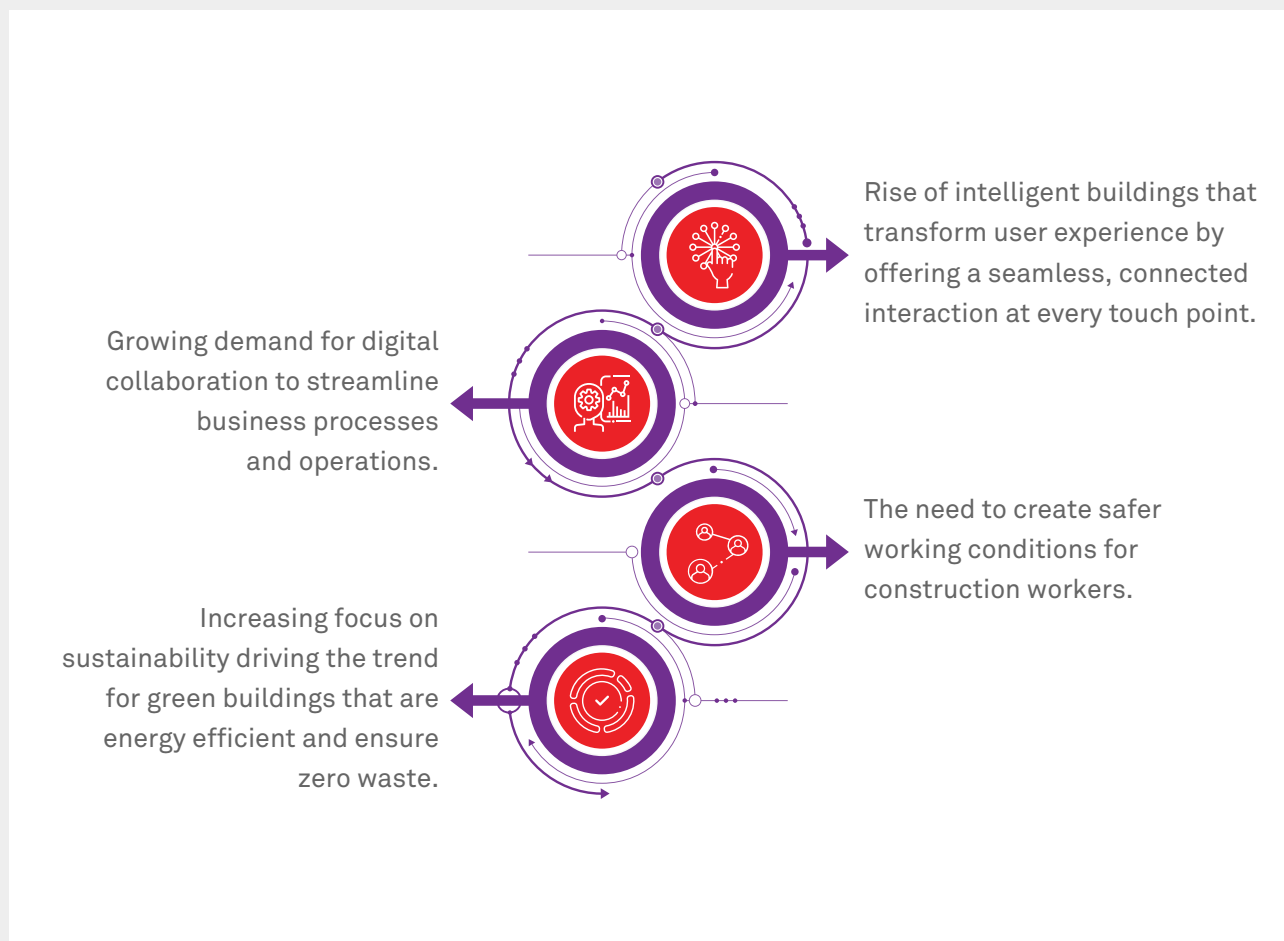 Rise of intelligent buildings that
transform user experience by
offering a seamless, connected
interaction at every touch point.
Growing demand for digital
collaboration to streamline
business processes
and operations.
The need to create safer
working conditions for
construction workers.
Increasing focus on
sustainability driving the trend
for green buildings that are
energy efficient and ensure
zero waste.